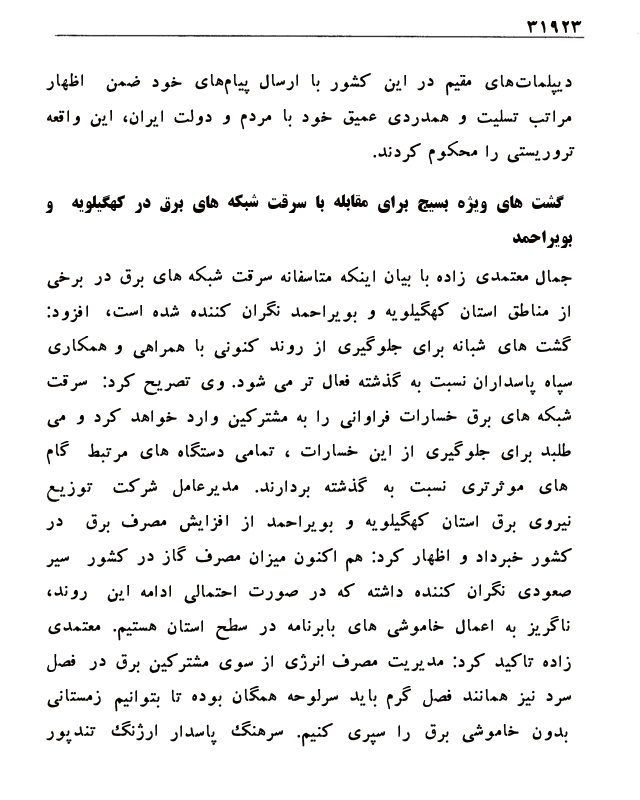 ۳۱۹۲۳
دیپلمات‌های مقیم در این کشور با ارسال پیام‌های خود ضمن اظهار
مراتب تسلیت و همدردی عمیق خود با مردم و دولت ایران، این واقعه
تروریستی را محکوم کردند.
گشت های ویژه بسیج برای مقابله با سرقت شبکه های برق در کهگیلویه و
بویراحمد
جمال معتمدی زاده با بیان اینکه متاسفانه سرقت شبکه های برق در برخی
از مناطق استان کهگیلویه و بویراحمد نگران کننده شده است، افزود:
گشت های شبانه برای جلوگیری از روند کنونی با همراهی و همکاری
سپاه پاسداران نسبت به گذشته فعال تر می شود. وی تصریح کرد: سرقت
شبکه های برق خسارات فراوانی را به مشترکین وارد خواهد کرد و می
طلبد برای جلوگیری از این خسارات ، تمامی دستگاه های مرتبط گام
های موثرتری نسبت به گذشته بردارند. مدیرعامل شرکت توزیع
نیروی برق استان کهگیلویه و بویراحمد از افزایش مصرف برق در
کشور خبرداد و اظهار کرد: هم اکنون میزان مصرف گاز در کشور سیر
صعودی نگران کننده داشته که در صورت احتمالی ادامه این روند،
ناگریز به اعمال خاموشی های بابرنامه در سطح استان هستیم. معتمدی
زاده تاکید کرد: مدیریت مصرف انرژی از سوی مشترکین برق در فصل
سرد نیز همانند فصل گرم باید سرلوحه همگان بوده تا بتوانیم زمستانی
بدون خاموشی برق را سپری کنیم. سرهنگ پاسدار ارژنگ تندپور